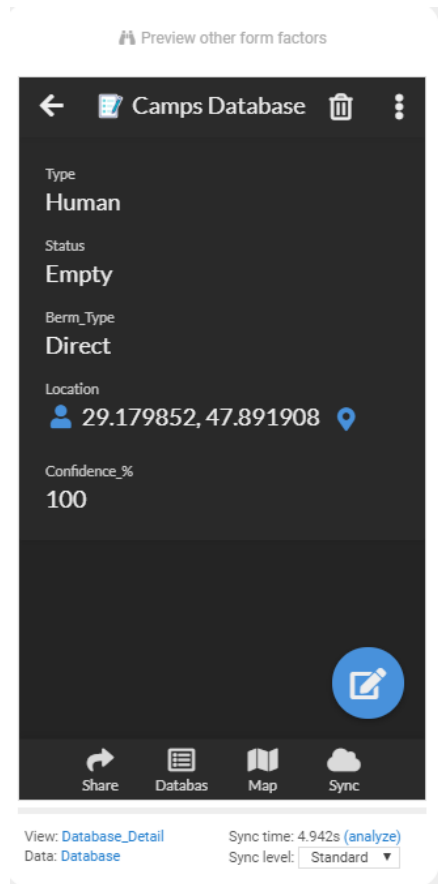 Preview other form factors
Camps Database
Type
Human
Status
Empty
Berm_Type
Direct
Location
29.179852, 47.891908
Confidence_%
100
Share Databas Map Sync
View: Database_Detail Sync time: 4.942s (analyze)
Data: Database Sync level: Standard